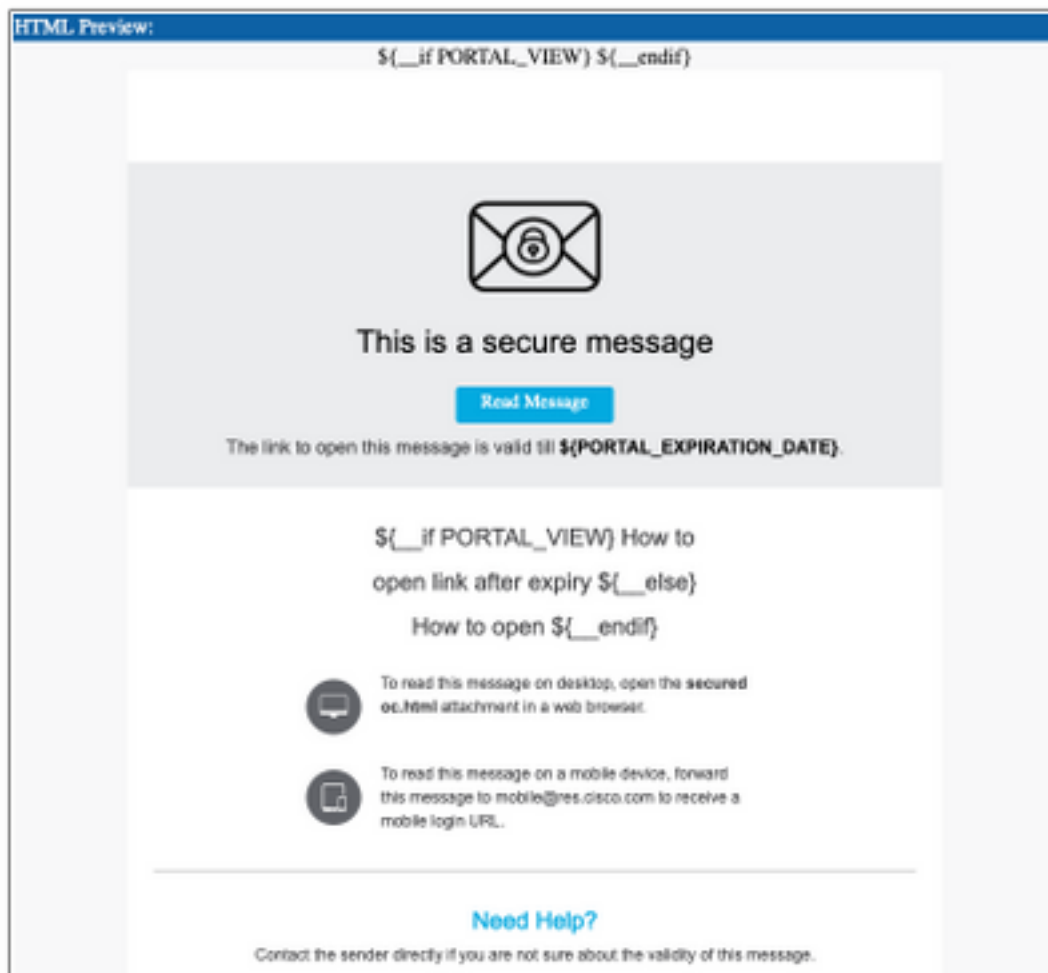 HTML Preview:
${__if PORTAL_VIEW} ${__endif}
This is a secure message
Read Message
The link to open this message is valid till ${PORTAL_EXPIRATION_DATE}.
${__if PORTAL_VIEW} How to
open link after expiry ${__else}
How to open ${__endif}
To read this message on desktop, open the secured
oc.html attachment in a web browser.
To read this message on a mobile device, forward
this message to mobile@res.cisco.com to receive a
mobile login URL.
Need Help?
Contact the sender directly if you are not sure about the validity of this message.